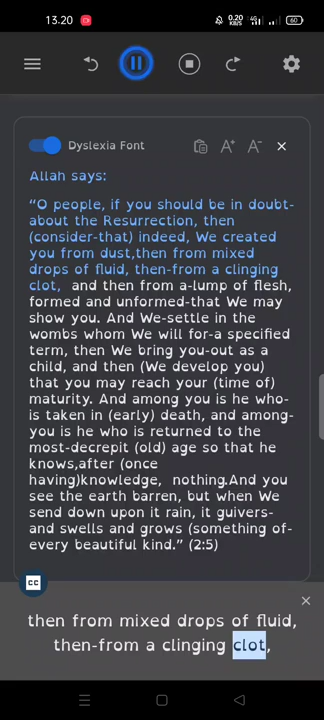 13.20
0.20
KB/S
4G
60
Dyslexia Font
A+
A-
Allah says:
“O people, if you should be in doubt-
about the Resurrection, then
(consider-that) indeed, We created
you from dust,then from mixed
drops of fluid, then-from a clinging
clot, and then from a-lump of flesh,
formed and unformed-that We may
show you. And We-settle in the
wombs whom We will for-a specified
term, then We bring you-out as a
child, and then (We develop you)
that you may reach your (time of)
maturity. And among you is he who-
is taken in (early) death, and among-
you is he who is returned to the
most-decrepit (old) age so that he
knows,after (once
having)knowledge, nothing.And you
see the earth barren, but when We
send down upon it rain, it quivers-
and swells and grows (something of-
every beautiful kind.” (2:5)
CC
then from mixed drops of fluid,
then-from a clinging clot,